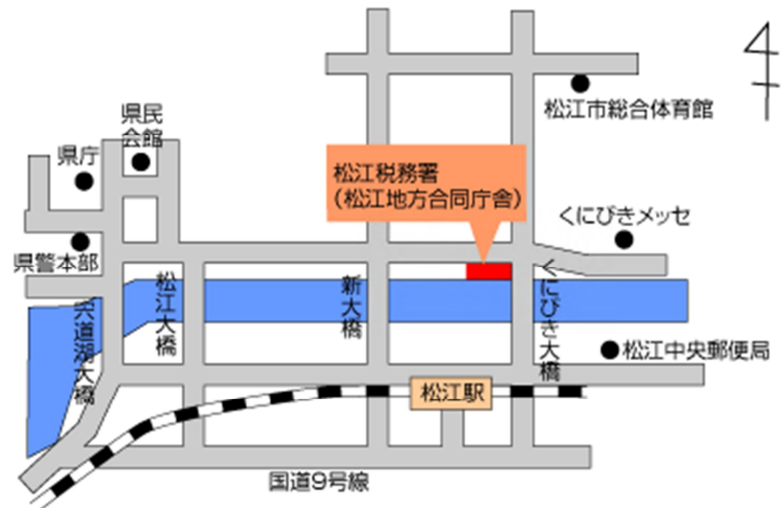 松江市総合体育館
県民
会館
県庁
松江税務署
（松江地方合同庁舎）
くにびきメッセ
県警本部
宍道湖大橋
松江大橋
新大橋
くにびき大橋
松江中央郵便局
松江駅
国道9号線